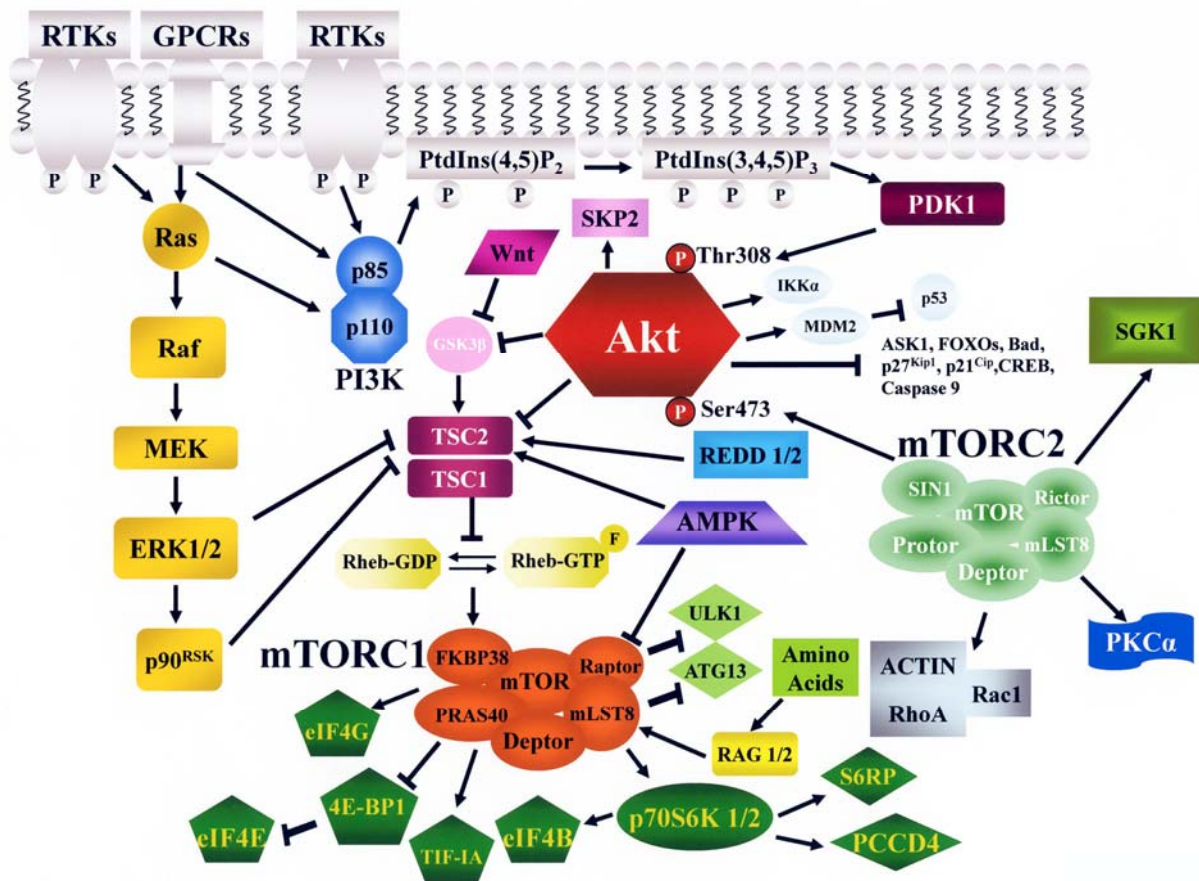 RTKs
GPCRs
RTKs
P
P
P
P
PtdIns(4,5)P2
P
P
PtdIns(3,4,5)P3
P
P
P
PDK1
SKP2
Wnt
Ras
p85
p110
PI3K
P
Thr308
IKKα
MDM2
p53
Akt
GSK3β
ASK1, FOXOs, Bad,
p27Kip1, p21Cip,CREB,
Caspase 9
P
Ser473
SGK1
Raf
MEK
ERK1/2
p90RSK
TSC2
TSC1
REDD 1/2
AMPK
mTORC2
SIN1
mTOR
Rictor
Protor
mLST8
Deptor
Rheb-GDP
Rheb-GTP
F
mTORC1
FKBP38
mTOR
Raptor
PRAS40
mLST8
Deptor
ULK1
ATG13
Amino
Acids
RAG 1/2
ACTIN
RhoA
Rac1
PKCα
eIF4G
4E-BP1
eIF4E
TIF-IA
eIF4B
p70S6K 1/2
S6RP
PCCD4